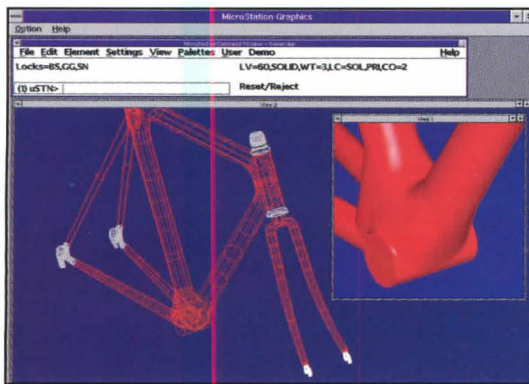 MicroStation Graphics
Option Help
File Edit Element Settings View Palettes User Demo Help
Locks=BS,GG,SN LV=60,SOLID,WT=3,LC=SOL,PRI,CO=2
(1) uSTN> Reset/Reject
View 2
View 1